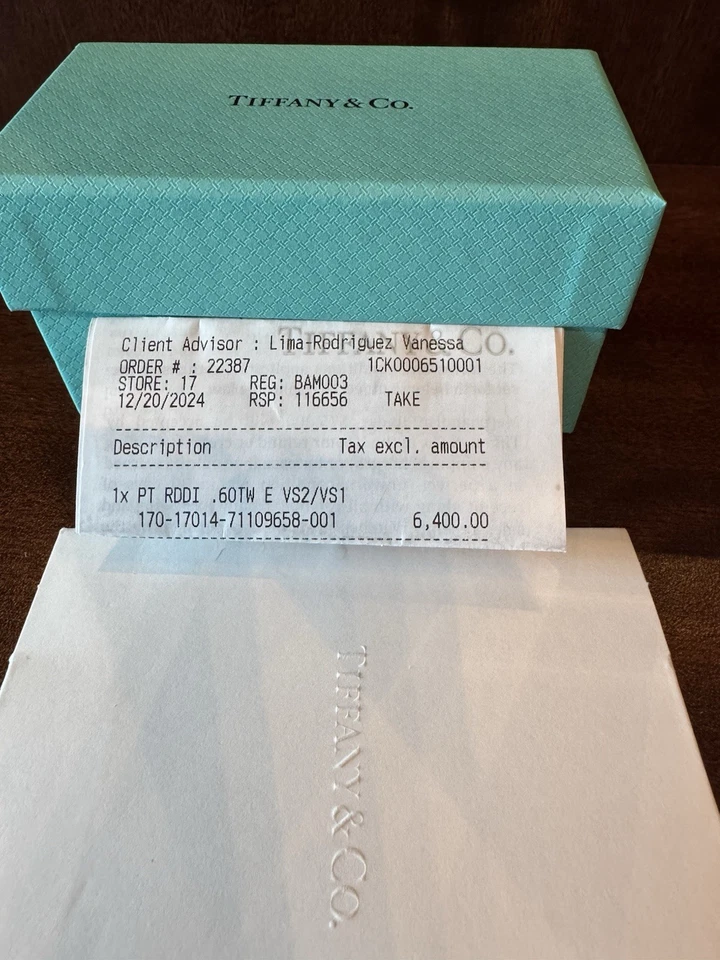 TIFFANY & CO.
TIFFANY & CO.
Client Advisor : Lima-Rodriguez Vanessa
ORDER # : 22387 1CK0006510001
STORE: 17 REG: BAM003
12/20/2024 RSP: 116656 TAKE
Description Tax excl. amount
1x PT RDDI .60TW E VS2/VS1
170-17014-71109658-001 6,400.00
TIFFANY & CO.